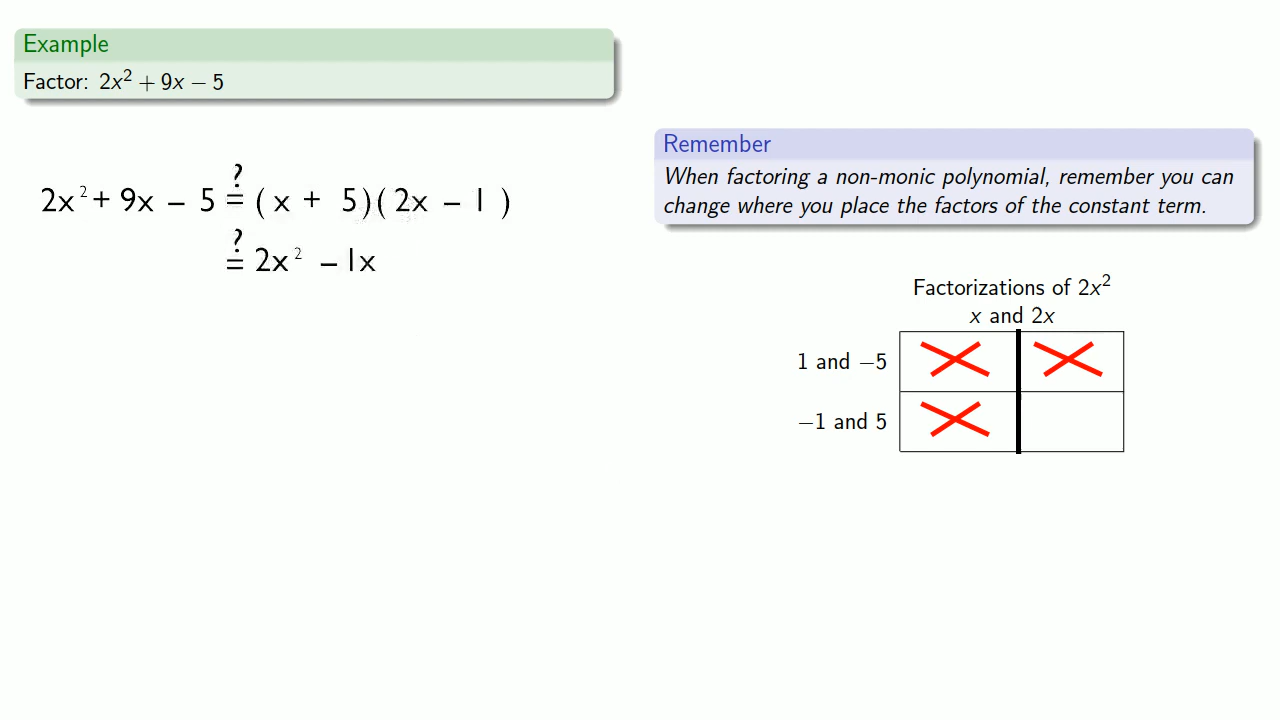 Example
Factor: 2x² + 9x − 5
Remember
When factoring a non-monic polynomial, remember you can
change where you place the factors of the constant term.
2x² + 9x − 5 ≟ ( x + 5)( 2x − 1 )
≟ 2x² − 1x
Factorizations of 2x²
x and 2x
1 and −5
−1 and 5